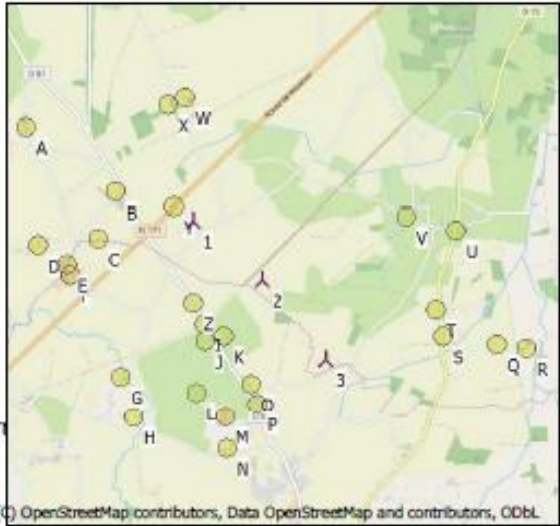 A
X W
B
Y
1
C
D
E
V
U
2
Z
I
J
K
T
S
Q
R
3
G
H
L
O
P
M
N
OpenStreetMap contributors, Data OpenStreetMap and contributors, ODbL